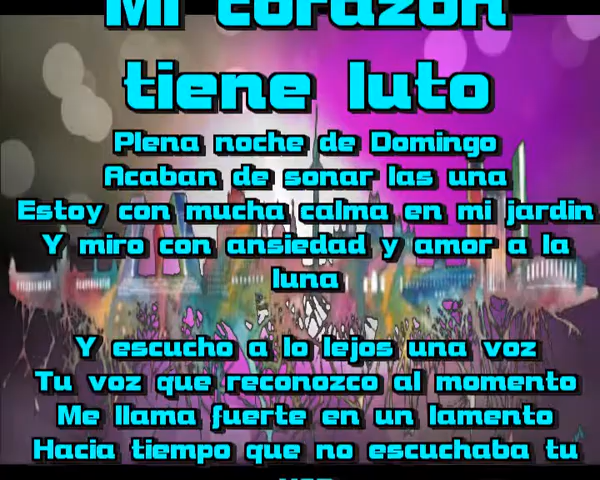 Mi corazon
tiene luto
Plena noche de Domingo
Acaban de sonar las una
Estoy con mucha calma en mi jardin
Y miro con ansiedad y amor a la
luna
Y escucho a lo lejos una voz
Tu voz que reconozco al momento
Me llama fuerte en un lamento
Hacia tiempo que no escuchaba tu